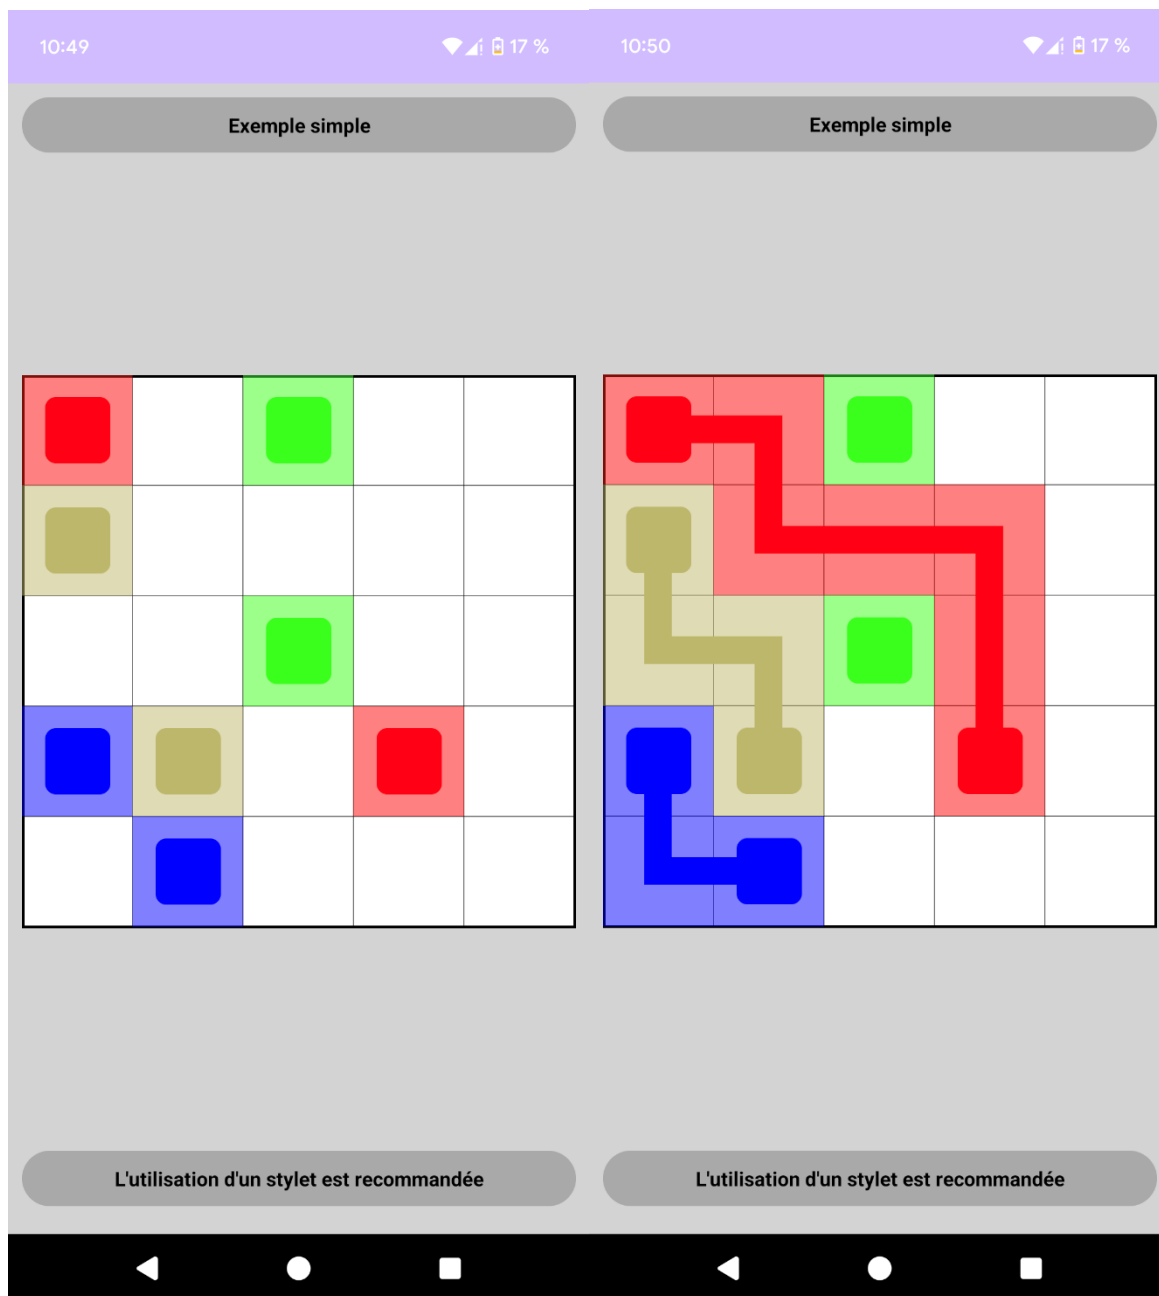 10:49
17 %
Exemple simple
L'utilisation d'un stylet est recommandée
10:50
17 %
Exemple simple
L'utilisation d'un stylet est recommandée